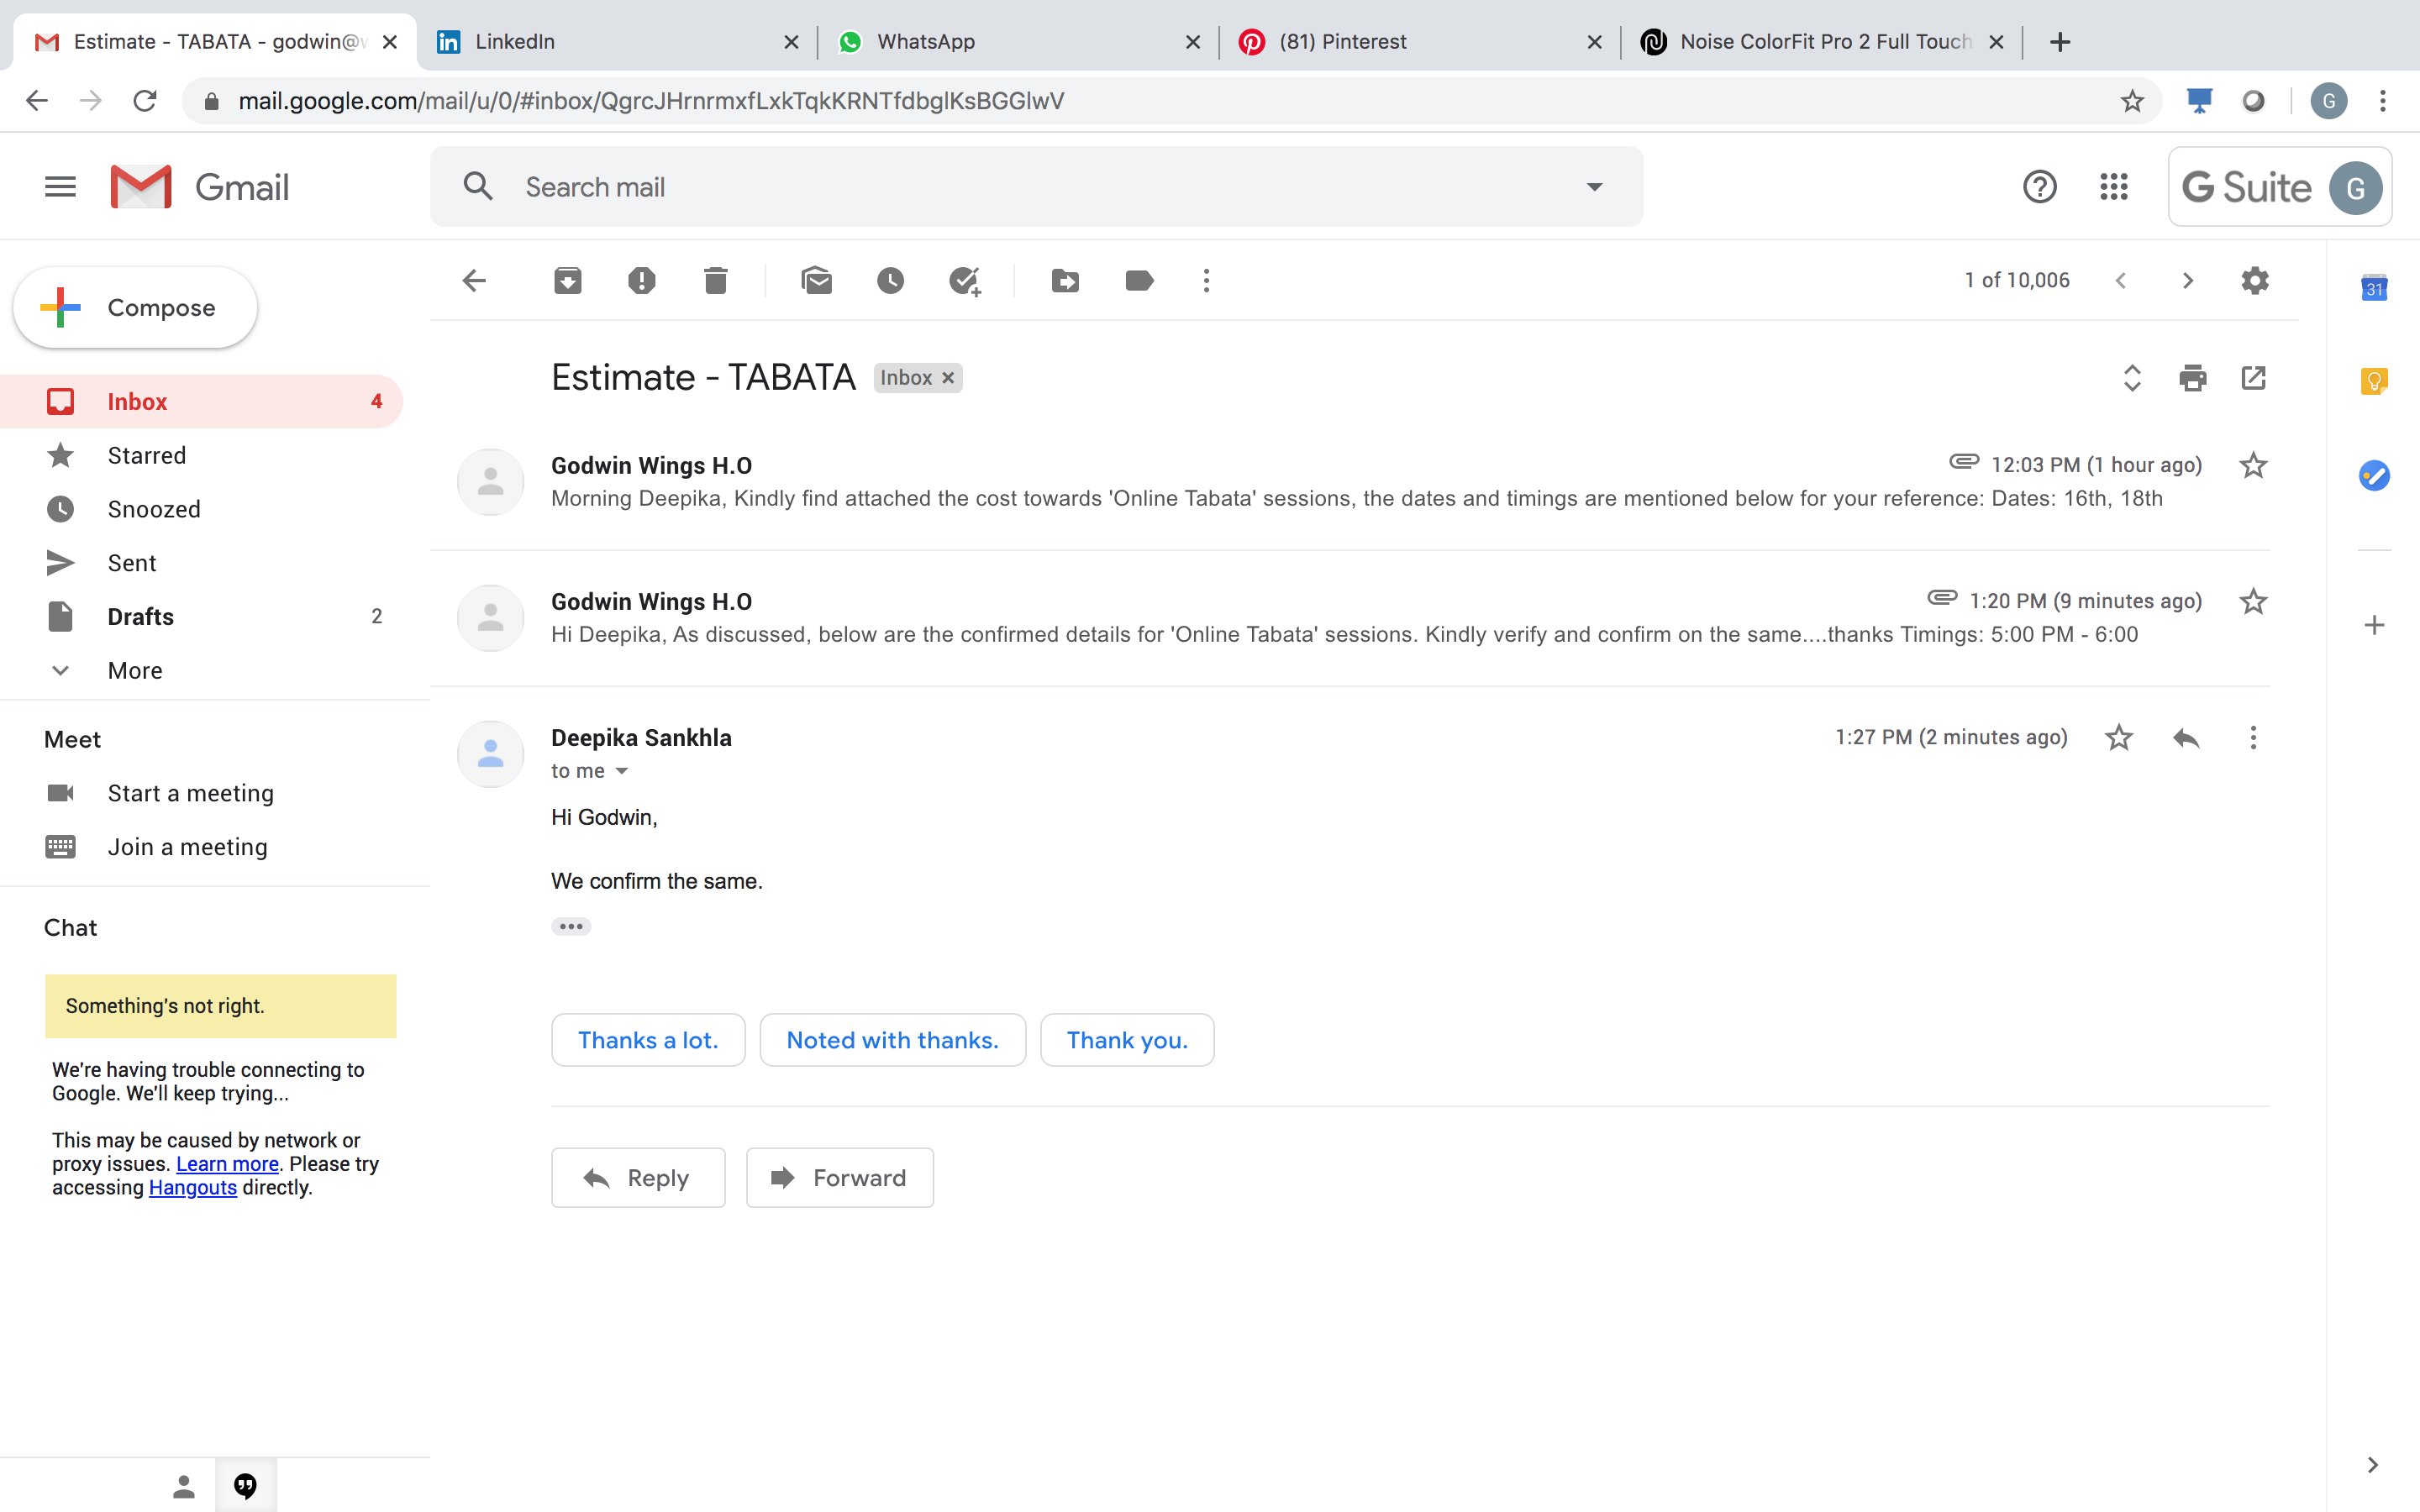 Estimate - TABATA - godwin@
LinkedIn
WhatsApp
(81) Pinterest
Noise ColorFit Pro 2 Full Touch
mail.google.com/mail/u/0/#inbox/QgrcJHrnrmxfLxkTqkKRNTfdbglKsBGGlwV
G
Gmail
Search mail
G Suite
G
Compose
1 of 10,006
31
Inbox
4
Starred
Snoozed
Sent
Drafts
2
More
Meet
Start a meeting
Join a meeting
Chat
Something's not right.
We're having trouble connecting to
Google. We'll keep trying...
This may be caused by network or
proxy issues. Learn more. Please try
accessing Hangouts directly.
Estimate - TABATA
Inbox
Godwin Wings H.O
12:03 PM (1 hour ago)
Morning Deepika, Kindly find attached the cost towards 'Online Tabata' sessions, the dates and timings are mentioned below for your reference: Dates: 16th, 18th
Godwin Wings H.O
1:20 PM (9 minutes ago)
Hi Deepika, As discussed, below are the confirmed details for 'Online Tabata' sessions. Kindly verify and confirm on the same....thanks Timings: 5:00 PM - 6:00
Deepika Sankhla
1:27 PM (2 minutes ago)
to me
Hi Godwin,
We confirm the same.
Thanks a lot.
Noted with thanks.
Thank you.
Reply
Forward